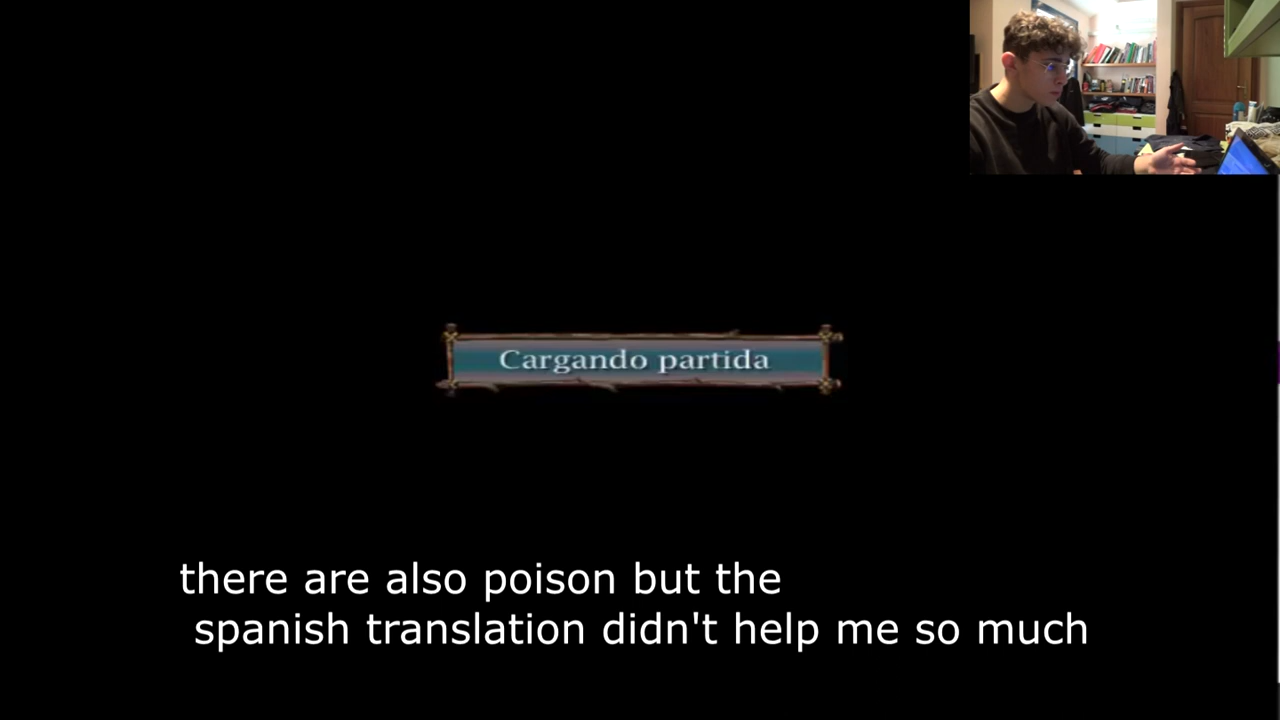 Cargando partida
there are also poison but the
spanish translation didn't help me so much